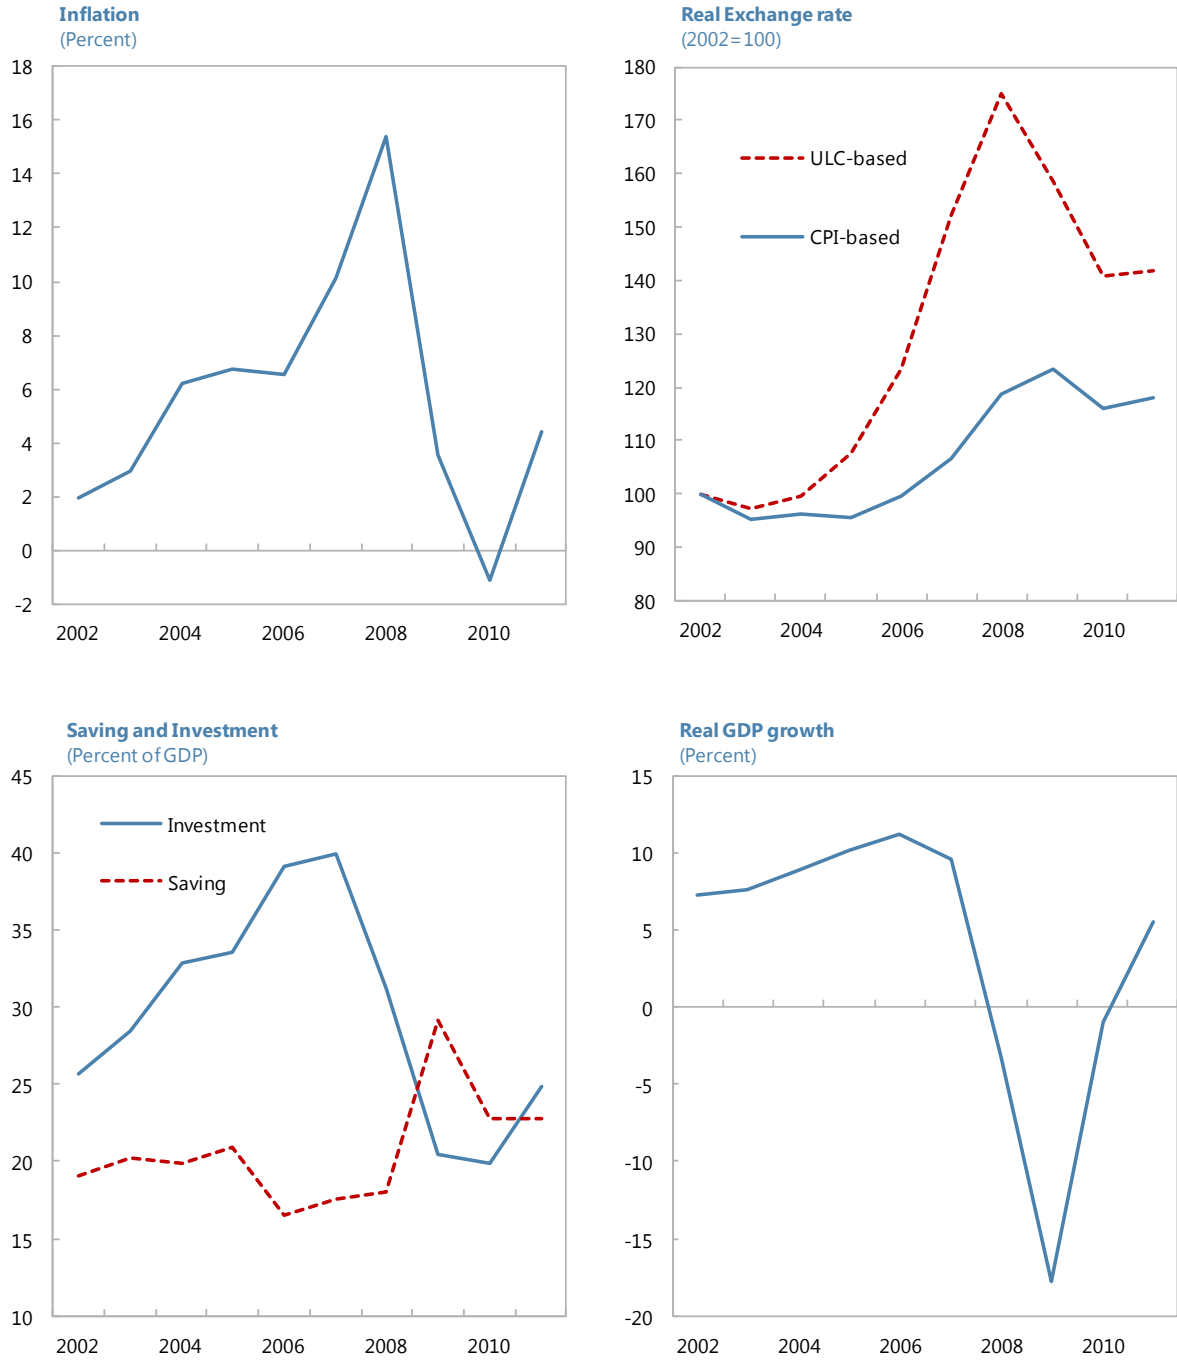 Inflation
(Percent)
18
16
14
12
10
8
6
4
2
0
-2
2002 2004 2006 2008 2010
Real Exchange rate
(2002=100)
180
170
160
150
140
130
120
110
100
90
80
ULC-based
CPI-based
2002 2004 2006 2008 2010
Saving and Investment
(Percent of GDP)
45
40
35
30
25
20
15
10
Investment
Saving
2002 2004 2006 2008 2010
Real GDP growth
(Percent)
15
10
5
0
-5
-10
-15
-20
2002 2004 2006 2008 2010